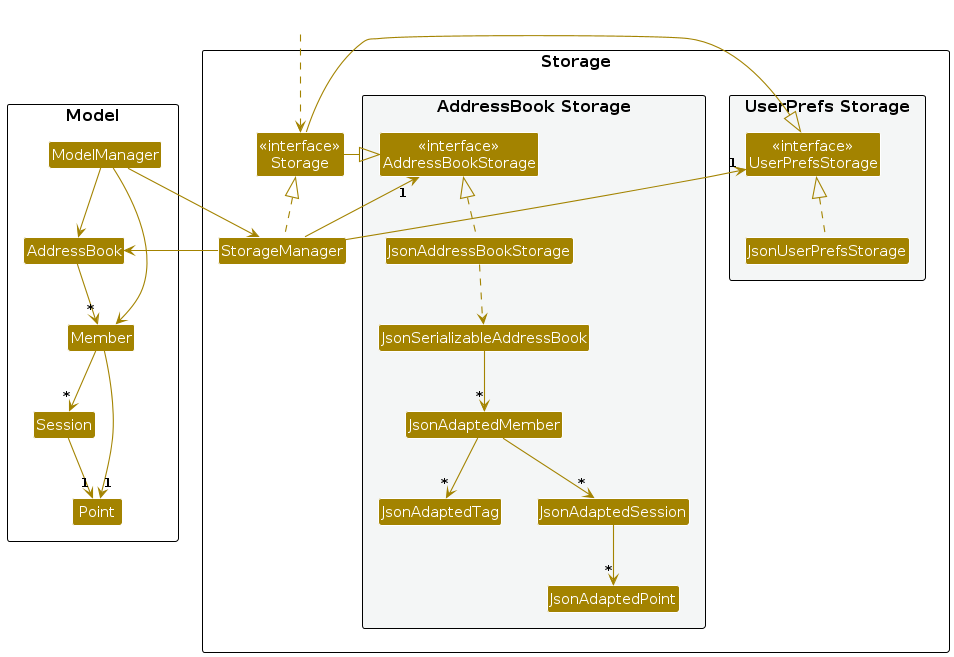 Storage
Model
AddressBook Storage
UserPrefs Storage
ModelManager
«interface»
Storage
«interface»
AddressBookStorage
«interface»
UserPrefsStorage
1
1
AddressBook
StorageManager
JsonAddressBookStorage
JsonUserPrefsStorage
*
Member
JsonSerializableAddressBook
*
*
Session
JsonAdaptedMember
1
1
*
*
Point
JsonAdaptedTag
JsonAdaptedSession
*
JsonAdaptedPoint